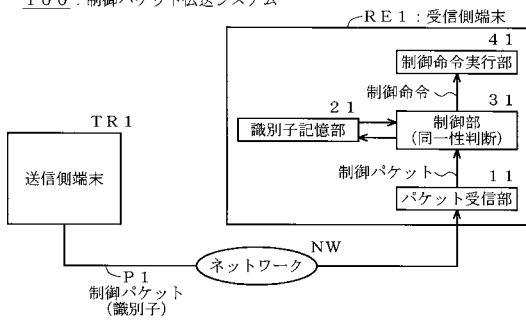 100：制御パケット伝送システム
RE1：受信側端末
41
制御命令実行部
制御命令
21
31
識別子記憶部
制御部
(同一性判断)
TR1
制御パケット
11
送信側端末
パケット受信部
NW
ネットワーク
P1
制御パケット
(識別子)